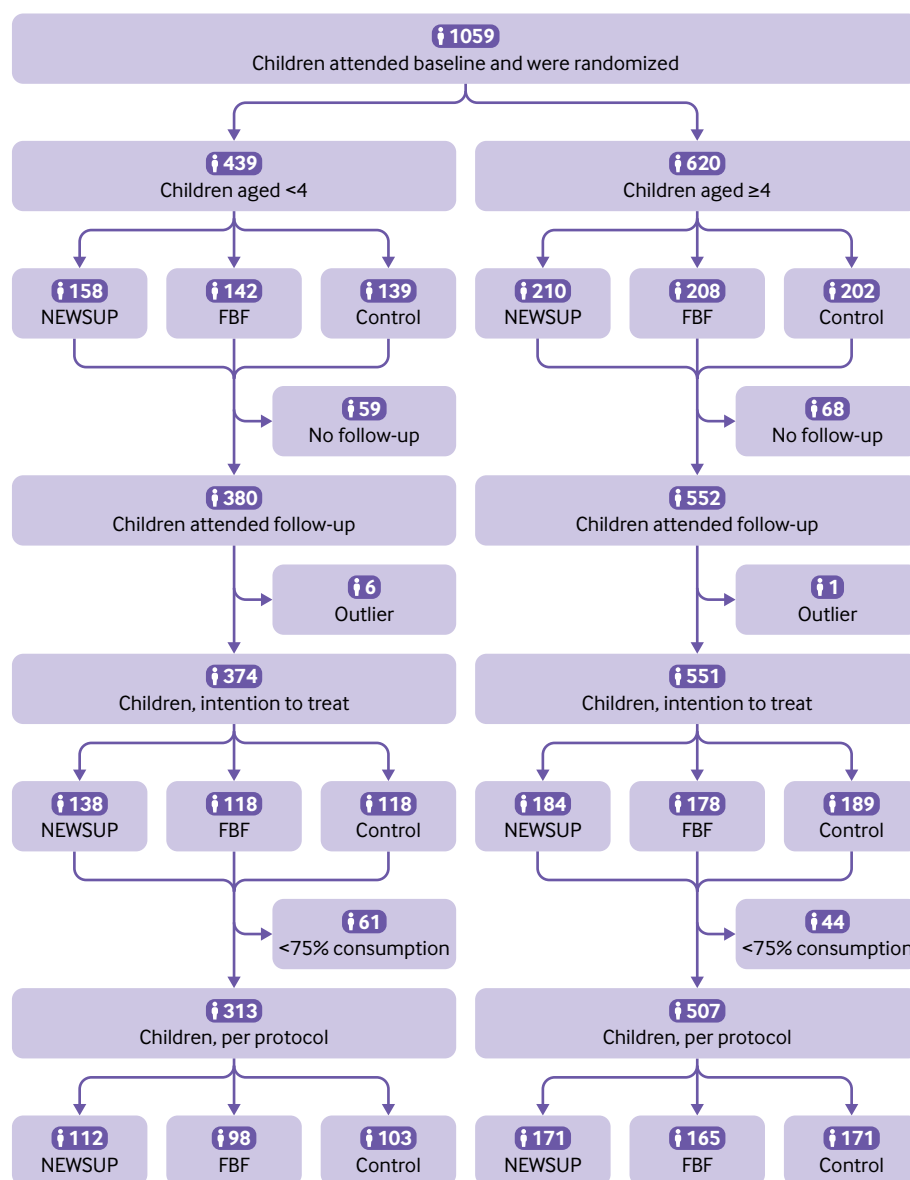 1059
Children attended baseline and were randomized
439
Children aged <4
620
Children aged ≥4
158
NEWSUP
142
FBF
139
Control
210
NEWSUP
208
FBF
202
Control
59
No follow-up
68
No follow-up
380
Children attended follow-up
552
Children attended follow-up
6
Outlier
1
Outlier
374
Children, intention to treat
551
Children, intention to treat
138
NEWSUP
118
FBF
118
Control
184
NEWSUP
178
FBF
189
Control
61
<75% consumption
44
<75% consumption
313
Children, per protocol
507
Children, per protocol
112
NEWSUP
98
FBF
103
Control
171
NEWSUP
165
FBF
171
Control